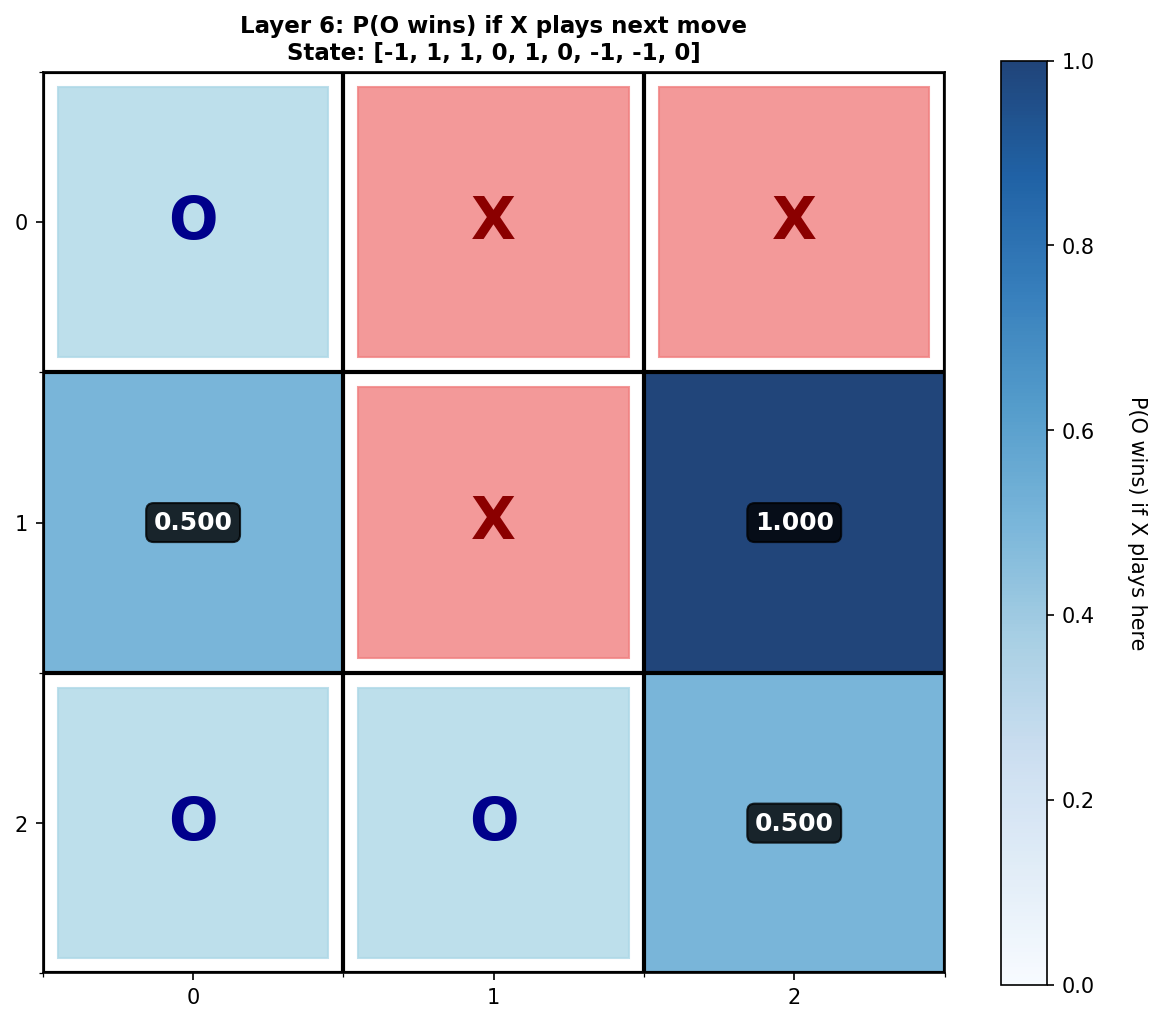 Layer 6: P(O wins) if X plays next move
State: [-1, 1, 1, 0, 1, 0, -1, -1, 0]
0
O
X
X
1
0.500
X
1.000
2
O
O
0.500
0
1
2
1.0
0.8
0.6
0.4
0.2
0.0
P(O wins) if X plays here